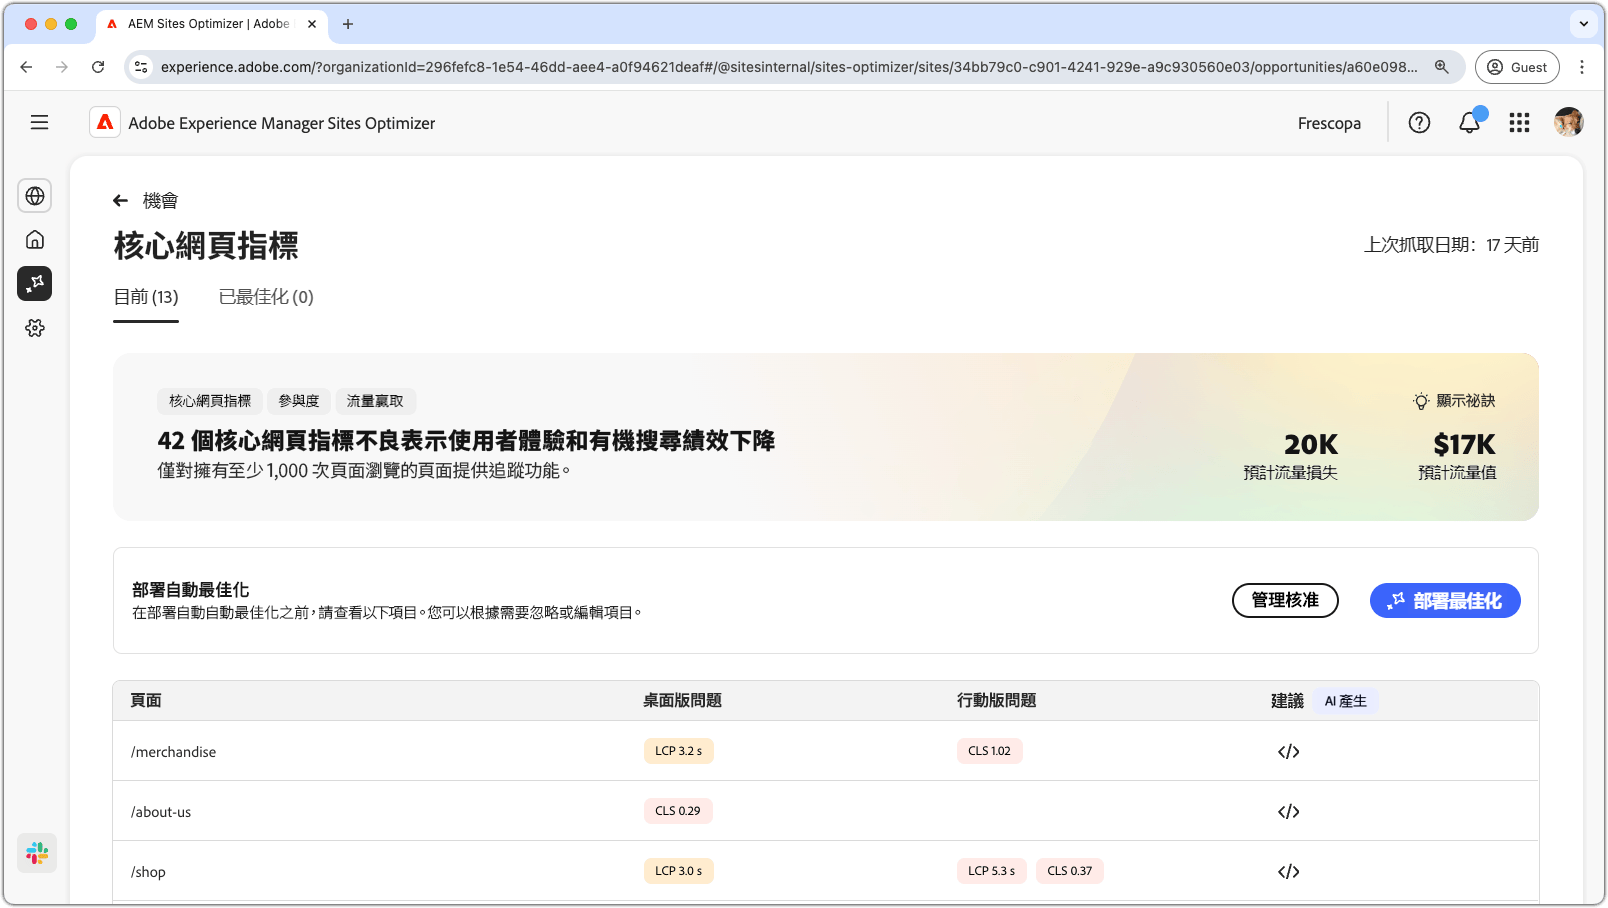 AEM Sites Optimizer | Adobe
experience.adobe.com/?organizationId=296fefc8-1e54-46dd-aee4-a0f94621deaf#/@sitesinternal/sites-optimizer/sites/34bb79c0-c901-4241-929e-a9c930560e03/opportunities/a60e098...
Guest
Adobe Experience Manager Sites Optimizer
Frescopa
機會
核心網頁指標
上次抓取日期：17 天前
目前 (13)
已最佳化 (0)
核心網頁指標 參與度 流量贏取
顯示祕訣
42 個核心網頁指標不良表示使用者體驗和有機搜尋績效下降
20K
$17K
僅對擁有至少 1,000 次頁面瀏覽的頁面提供追蹤功能。
預計流量損失
預計流量值
部署自動最佳化
在部署自動自動最佳化之前，請查看以下項目。您可以根據需要忽略或編輯項目。
管理核准
部署最佳化
頁面 桌面版問題 行動版問題 建議 AI 產生
/merchandise LCP 3.2 s CLS 1.02 </>
/about-us CLS 0.29 </>
/shop LCP 3.0 s LCP 5.3 s CLS 0.37 </>